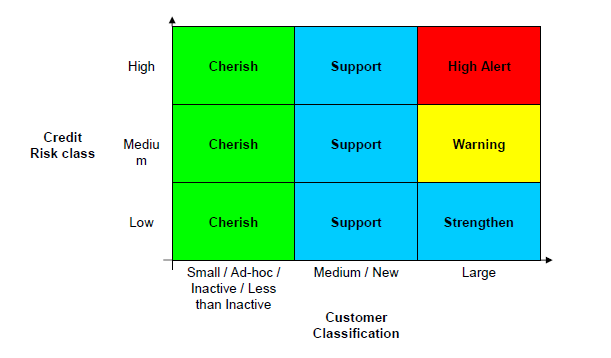 High
Cherish
Support
High Alert
Credit
Risk class
Mediu
m
Cherish
Support
Warning
Low
Cherish
Support
Strengthen
Small / Ad-hoc /
Inactive / Less
than Inactive
Medium / New
Large
Customer
Classification